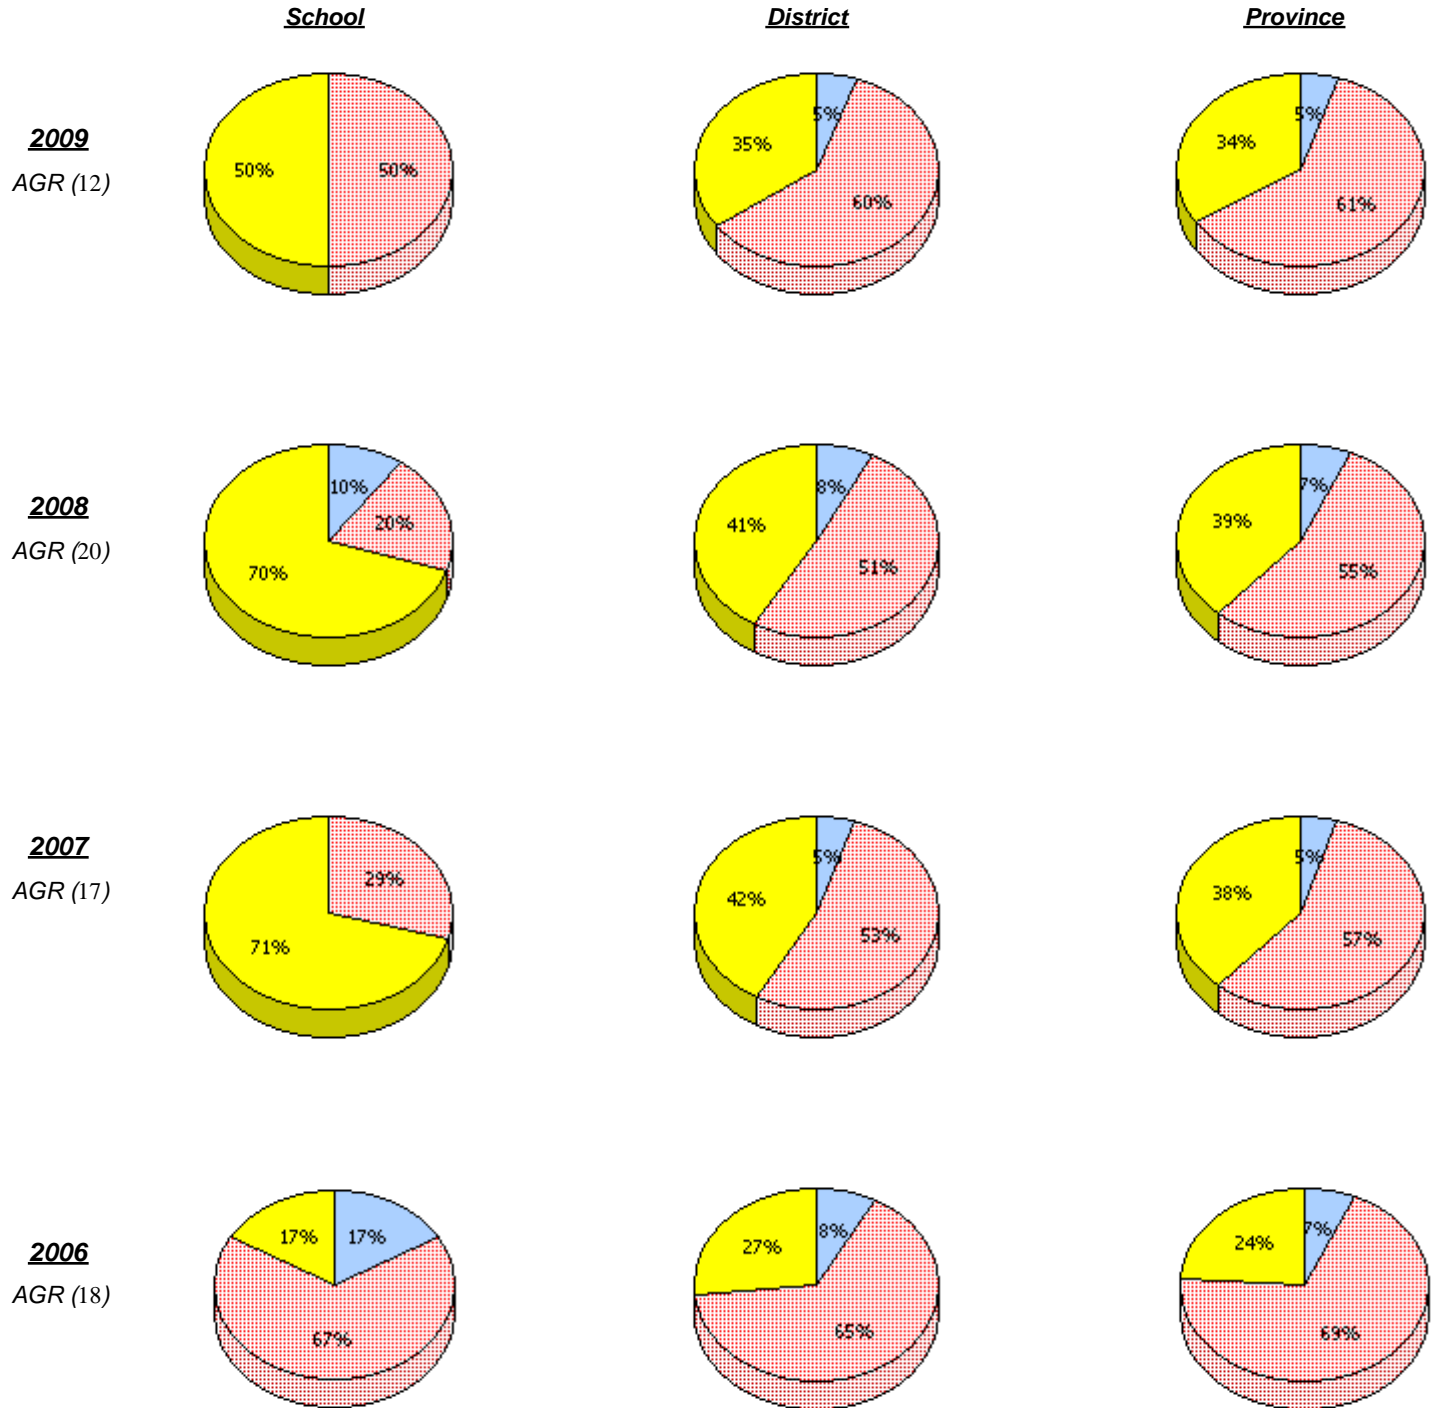 School District Province
2009
AGR (12)
50% 50%
35% 5% 60%
34% 5% 61%
2008
AGR (20)
70% 10% 20%
41% 8% 51%
39% 7% 55%
2007
AGR (17)
71% 29%
42% 5% 53%
38% 5% 57%
2006
AGR (18)
17% 17% 67%
27% 8% 65%
24% 7% 69%